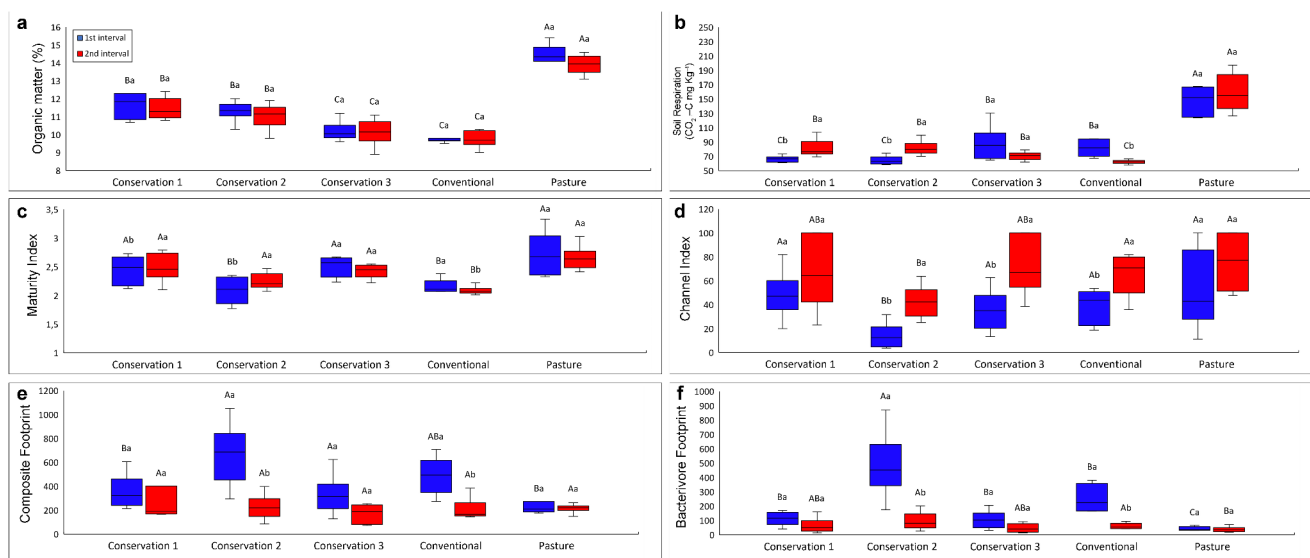 a
Organic matter (%)
16
15
14
13
12
11
10
9
8
1st interval
2nd interval
Ba Ba Ba Ba Ca Ca Ca Ca Aa Aa
Conservation 1 Conservation 2 Conservation 3 Conventional Pasture
b
Soil Respiration
(CO₂ –C mg Kg⁻¹)
250
230
210
190
170
150
130
110
90
70
50
Cb Ba Cb Ba Ba Ba Ba Cb Aa Aa
Conservation 1 Conservation 2 Conservation 3 Conventional Pasture
c
Maturity Index
3,5
3
2,5
2
1,5
1
Ab Aa Bb Aa Aa Aa Ba Bb Aa Aa
Conservation 1 Conservation 2 Conservation 3 Conventional Pasture
d
Channel Index
120
100
80
60
40
20
0
Aa ABa Bb Ba Ab ABa Ab Aa Aa Aa
Conservation 1 Conservation 2 Conservation 3 Conventional Pasture
e
Composite Footprint
1200
1000
800
600
400
200
0
Ba Aa Aa Ab Aa Aa ABa Ab Ba Aa
Conservation 1 Conservation 2 Conservation 3 Conventional Pasture
f
Bacterivore Footprint
1000
900
800
700
600
500
400
300
200
100
0
Ba ABa Aa Ab Ba ABa Ba Ab Ca Ba
Conservation 1 Conservation 2 Conservation 3 Conventional Pasture